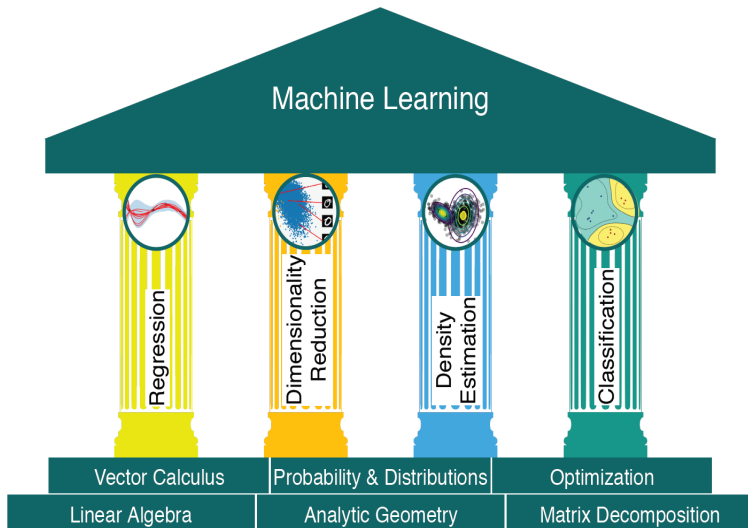 Machine Learning
Regression
Dimensionality
Reduction
Density
Estimation
Classification
Vector Calculus
Probability & Distributions
Optimization
Linear Algebra
Analytic Geometry
Matrix Decomposition